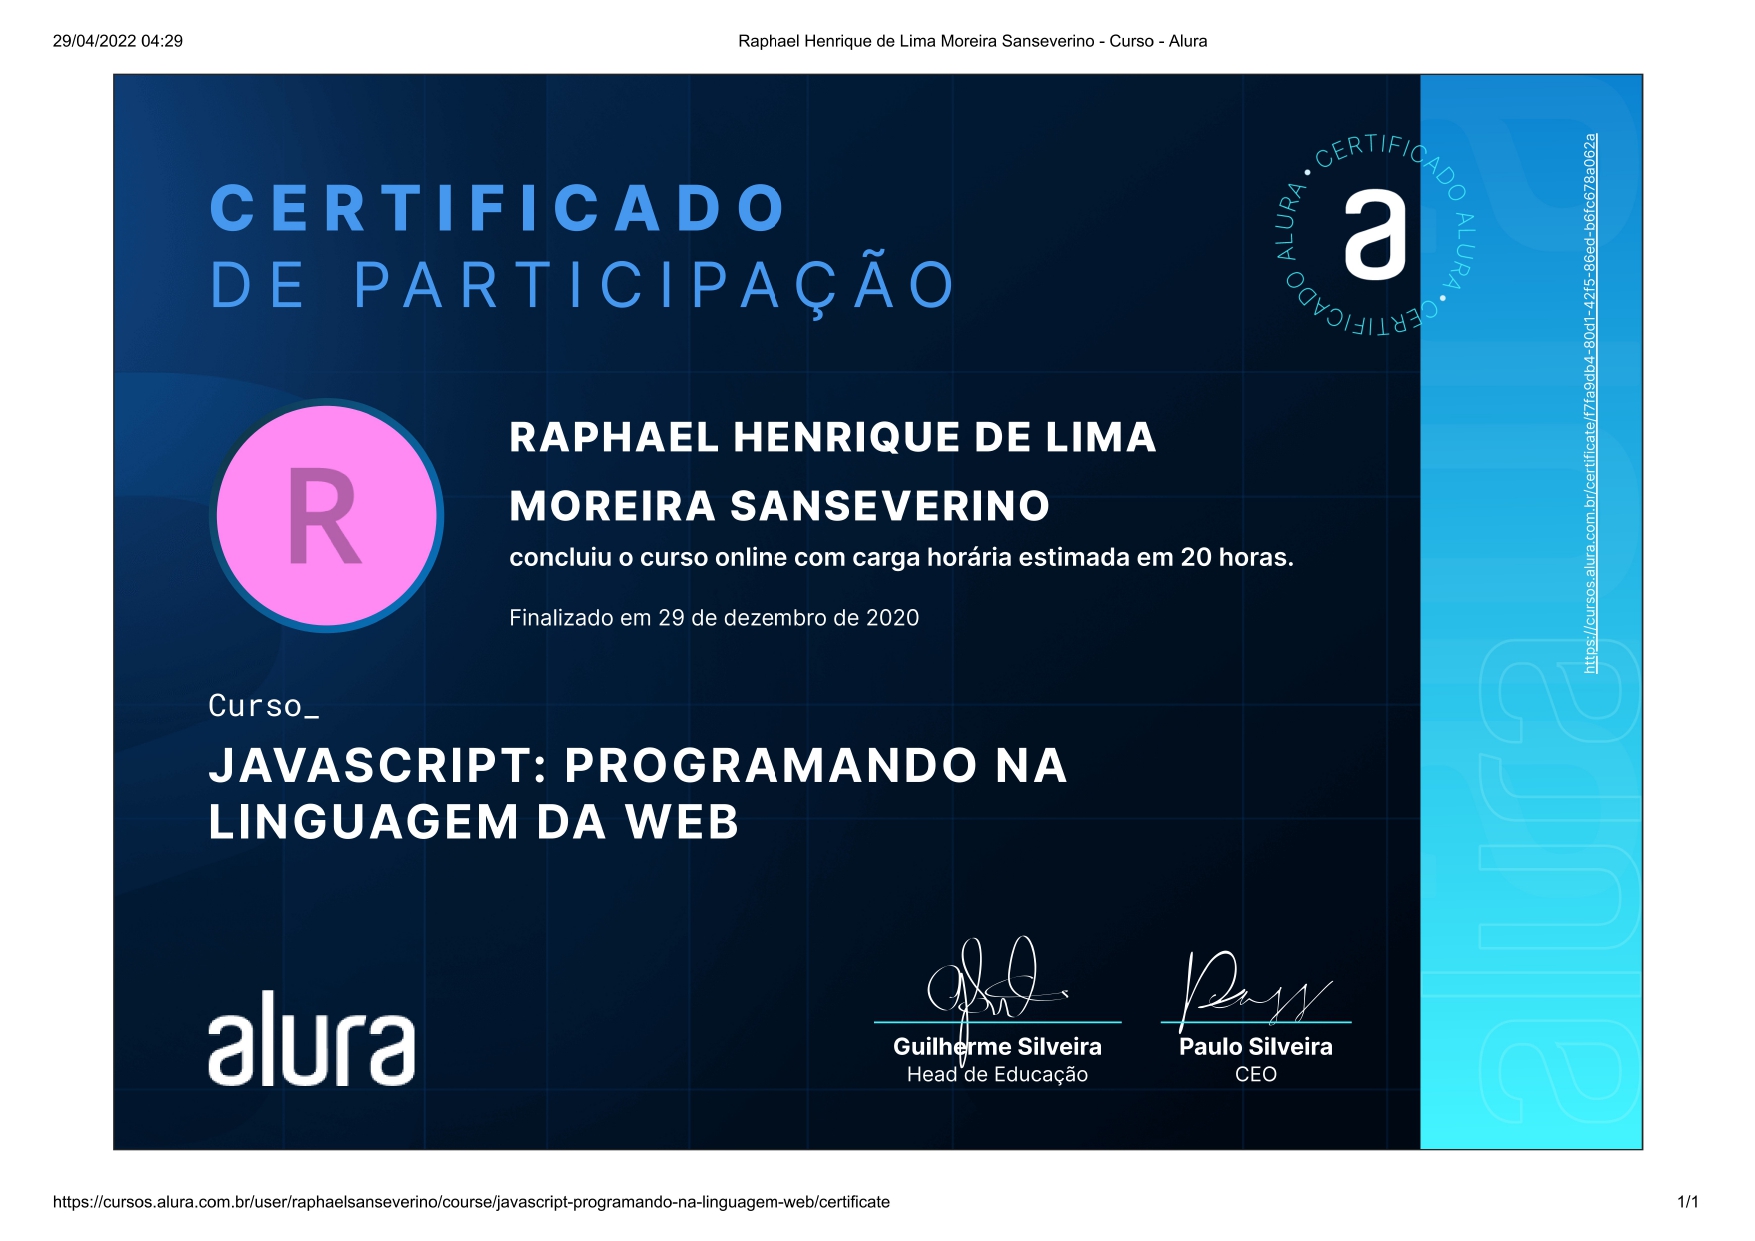 29/04/2022 04:29
Raphael Henrique de Lima Moreira Sanseverino - Curso - Alura
CERTIFICADO
DE PARTICIPAÇÃO
CERTIFICADO ALURA • CERTIFICADO ALURA •
a
https://cursos.alura.com.br/certificate/f7fa9db4-80d1-42f5-86ed-b6fc678a062a
R
RAPHAEL HENRIQUE DE LIMA
MOREIRA SANSEVERINO
concluiu o curso online com carga horária estimada em 20 horas.
Finalizado em 29 de dezembro de 2020
Curso_
JAVASCRIPT: PROGRAMANDO NA
LINGUAGEM DA WEB
alura
alura
Guilherme Silveira
Head de Educação
Paulo Silveira
CEO
https://cursos.alura.com.br/user/raphaelsanseverino/course/javascript-programando-na-linguagem-web/certificate
1/1